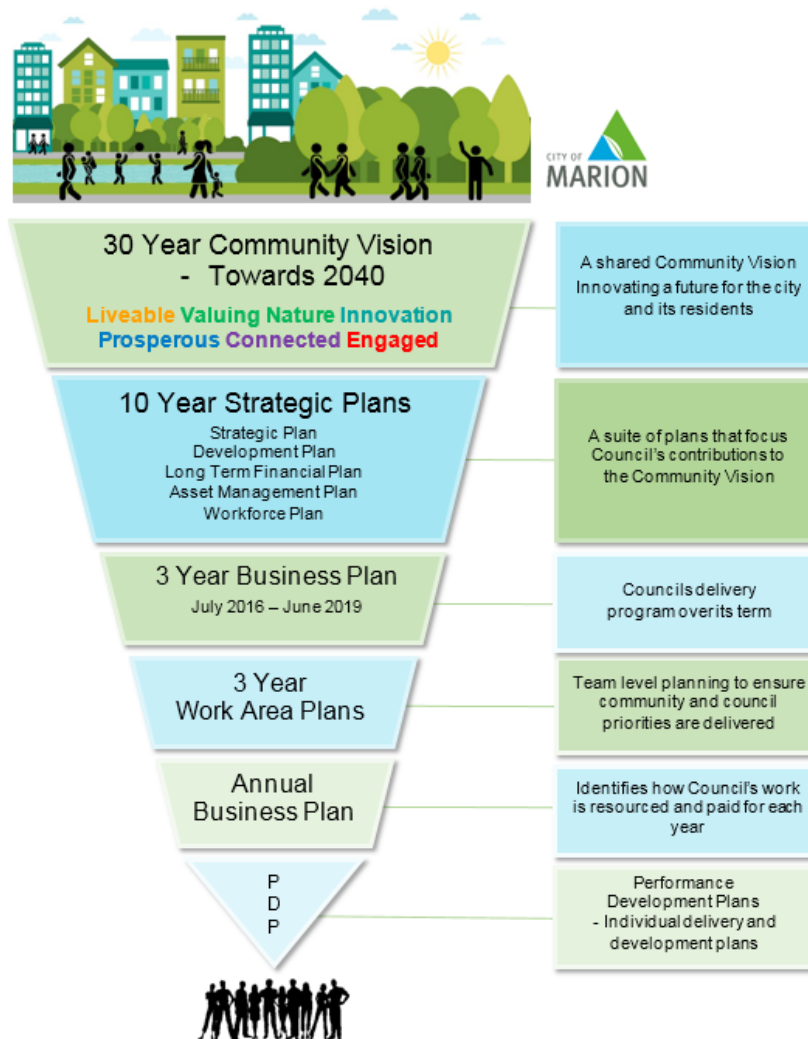 CITY OF
MARION
30 Year Community Vision
- Towards 2040
Liveable Valuing Nature Innovation
Prosperous Connected Engaged
A shared Community Vision
Innovating a future for the city
and its residents
10 Year Strategic Plans
Strategic Plan
Development Plan
Long Term Financial Plan
Asset Management Plan
Workforce Plan
A suite of plans that focus
Council's contributions to
the Community Vision
3 Year Business Plan
July 2016 – June 2019
Councils delivery
program over its term
3 Year
Work Area Plans
Team level planning to ensure
community and council
priorities are delivered
Annual
Business Plan
Identifies how Council's work
is resourced and paid for each
year
P
D
P
Performance
Development Plans
- Individual delivery and
development plans